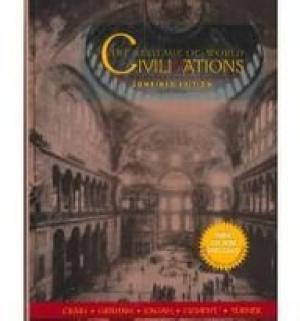 THE HERITAGE OF WORLD
CIVILIZATIONS
COMBINED EDITION
CRAIG · GRAHAM · KAGAN · OZMENT · TURNER